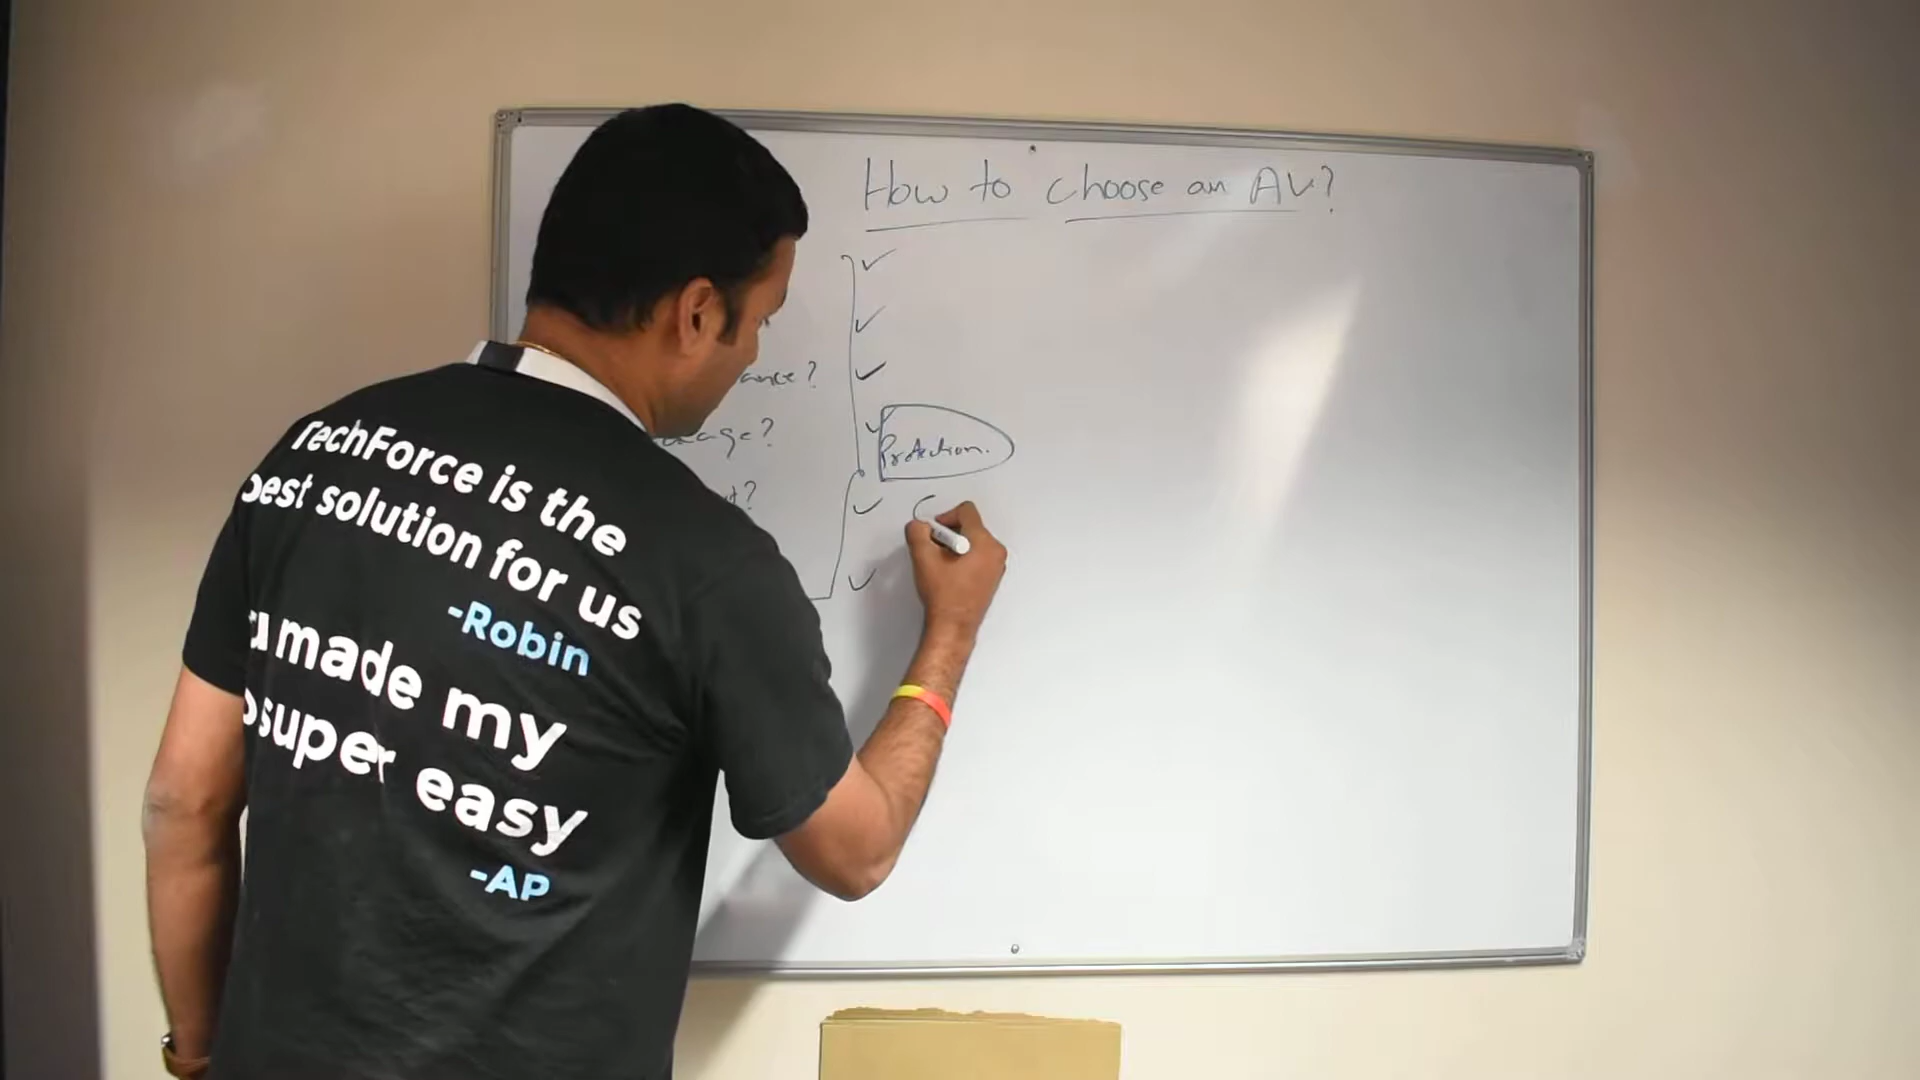 How to choose an AV?
ance?
age?
Protection.
C
TechForce is the
best solution for us
-Robin
made my
super easy
-AP